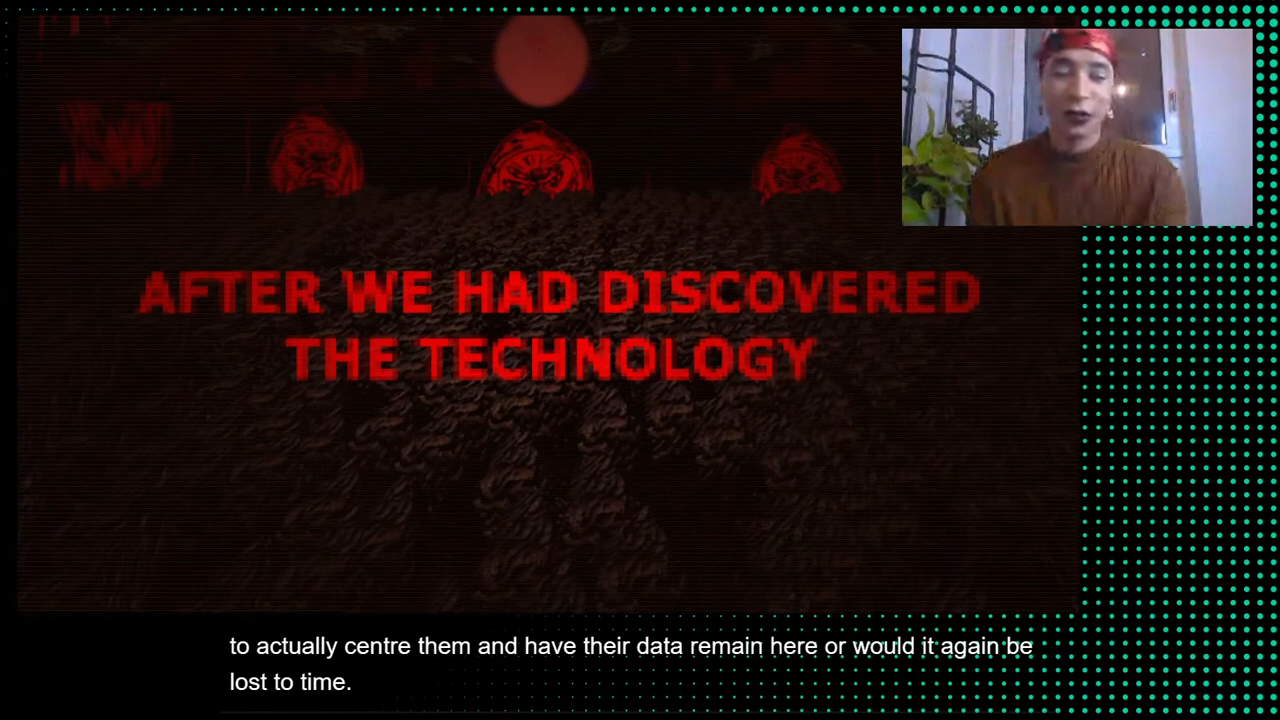 AFTER WE HAD DISCOVERED
THE TECHNOLOGY
to actually centre them and have their data remain here or would it again be
lost to time.